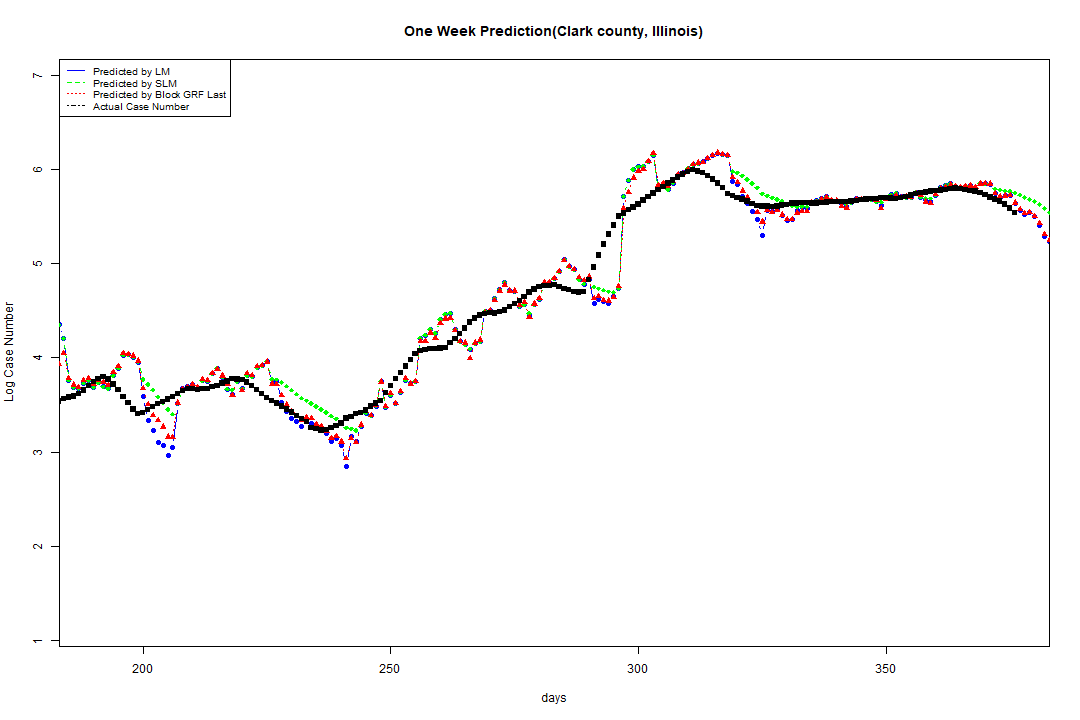 One Week Prediction(Clark county, Illinois)
Predicted by LM
Predicted by SLM
Predicted by Block GRF Last
Actual Case Number
7
6
5
4
3
2
1
Log Case Number
200 250 300 350
days